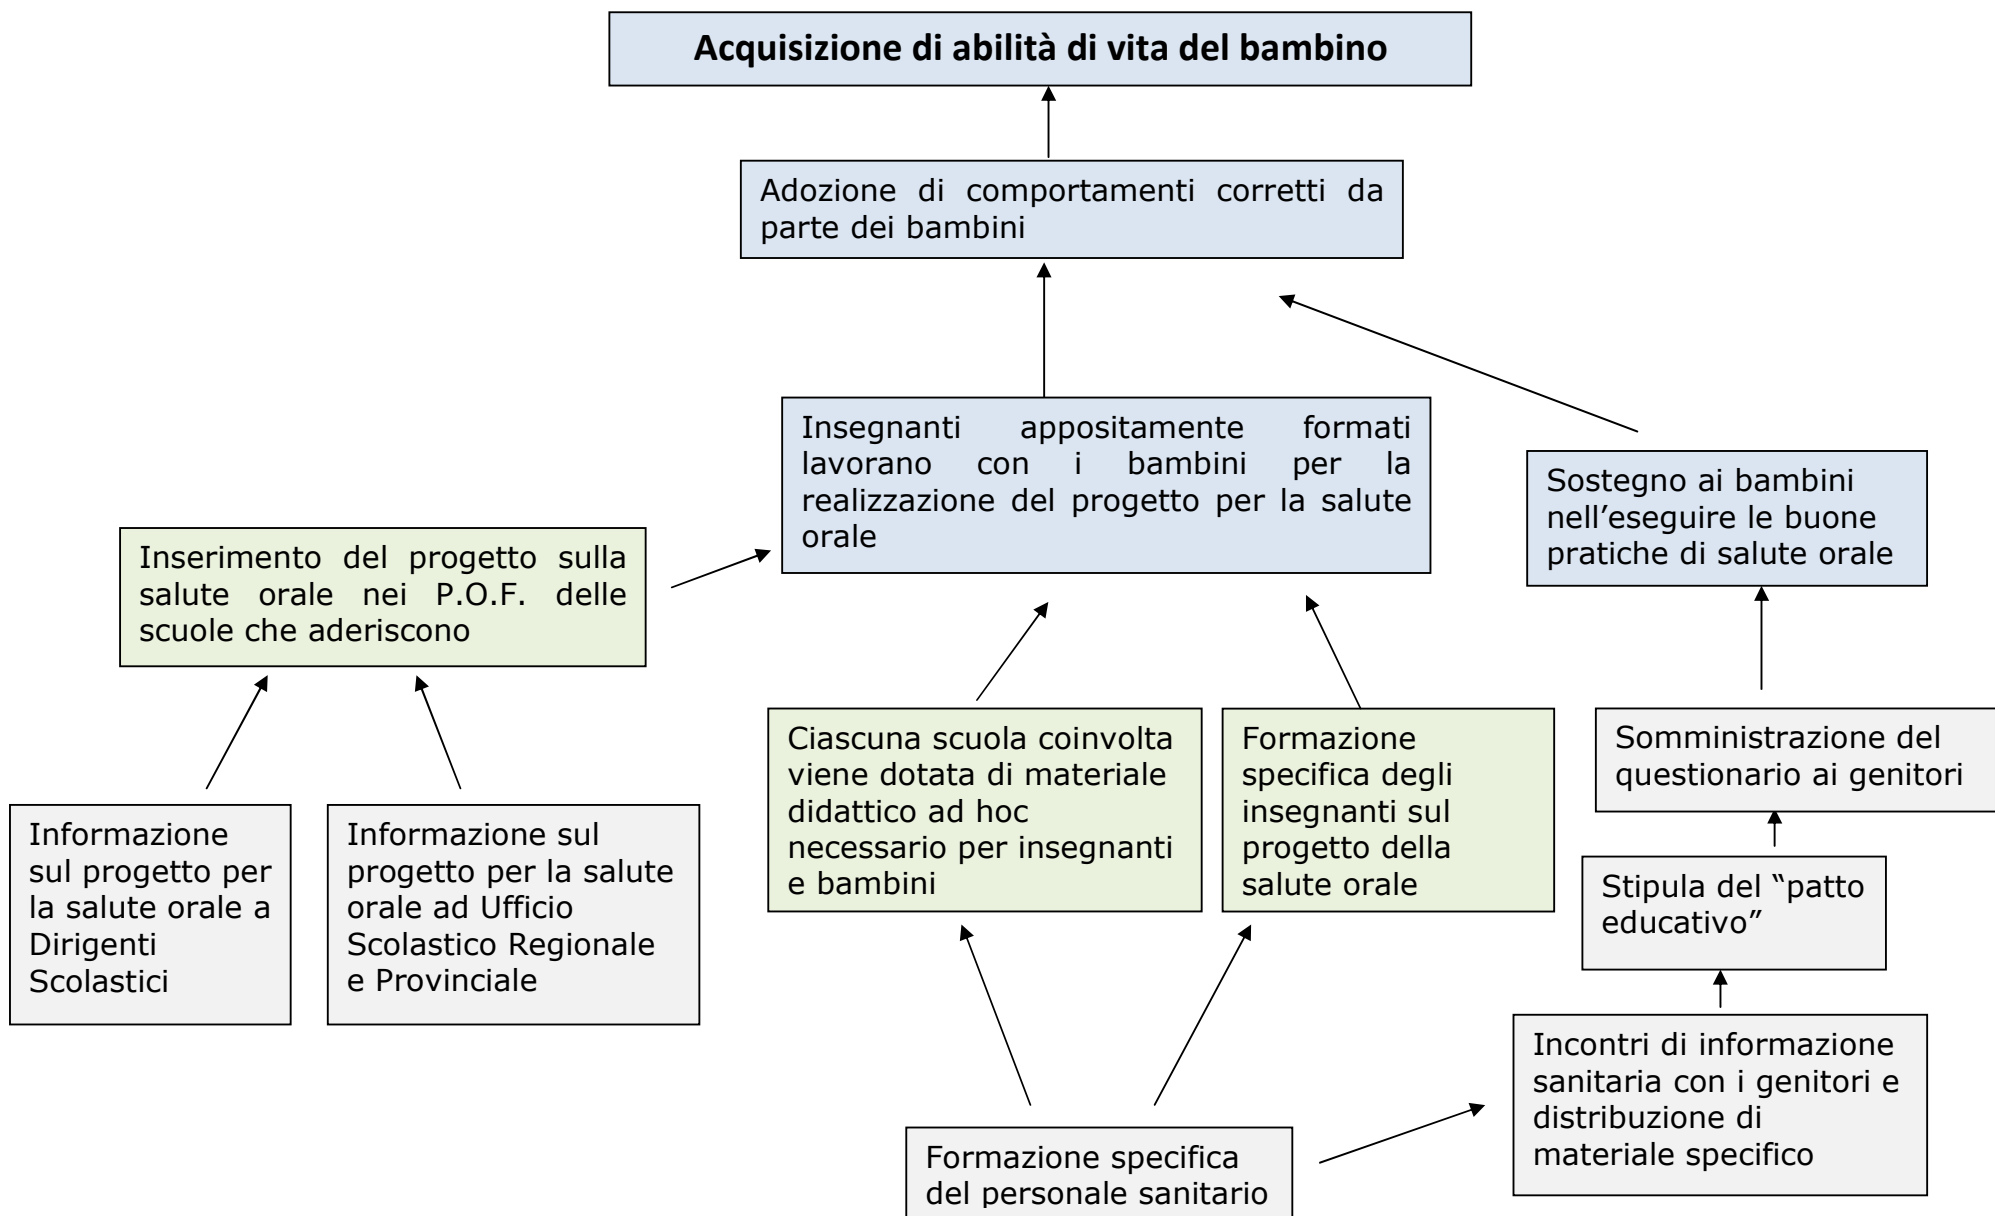 Acquisizione di abilità di vita del bambino
Adozione di comportamenti corretti da
parte dei bambini
Insegnanti appositamente formati
lavorano con i bambini per la
realizzazione del progetto per la salute
orale
Sostegno ai bambini
nell’eseguire le buone
pratiche di salute orale
Inserimento del progetto sulla
salute orale nei P.O.F. delle
scuole che aderiscono
Ciascuna scuola coinvolta
viene dotata di materiale
didattico ad hoc
necessario per insegnanti
e bambini
Formazione
specifica degli
insegnanti sul
progetto della
salute orale
Somministrazione del
questionario ai genitori
Informazione
sul progetto per
la salute orale a
Dirigenti
Scolastici
Informazione sul
progetto per la salute
orale ad Ufficio
Scolastico Regionale
e Provinciale
Stipula del “patto
educativo”
Incontri di informazione
sanitaria con i genitori e
distribuzione di
materiale specifico
Formazione specifica
del personale sanitario